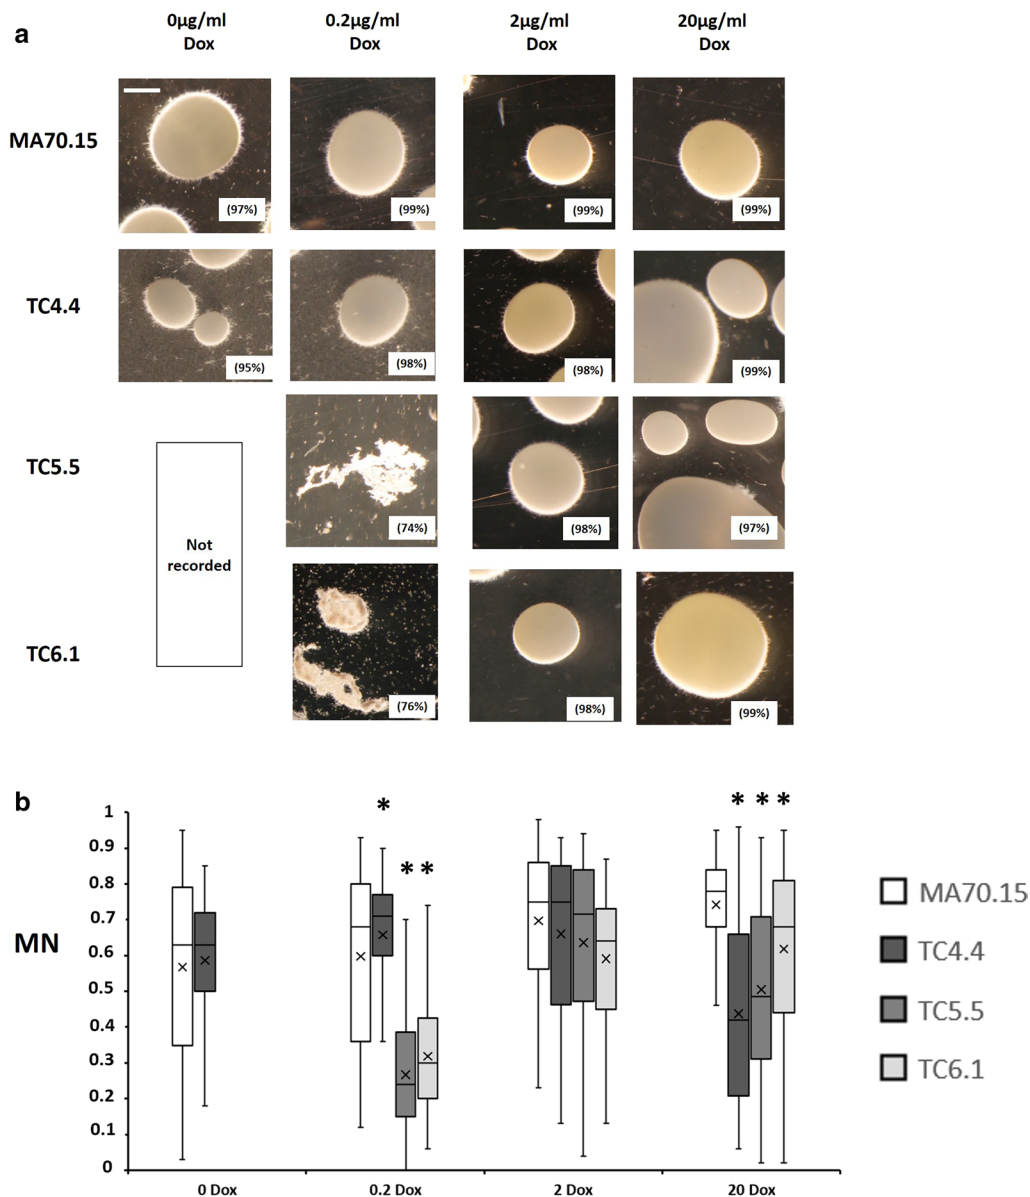 a
0µg/ml Dox
0.2µg/ml Dox
2µg/ml Dox
20µg/ml Dox
MA70.15
(97%)
(99%)
(99%)
(99%)
TC4.4
(95%)
(98%)
(98%)
(99%)
TC5.5
(74%)
(98%)
(97%)
Not
recorded
TC6.1
(76%)
(98%)
(99%)
b
MN
1
0.9
0.8
0.7
0.6
0.5
0.4
0.3
0.2
0.1
0
*
* *
* * *
0 Dox
0.2 Dox
2 Dox
20 Dox
MA70.15
TC4.4
TC5.5
TC6.1